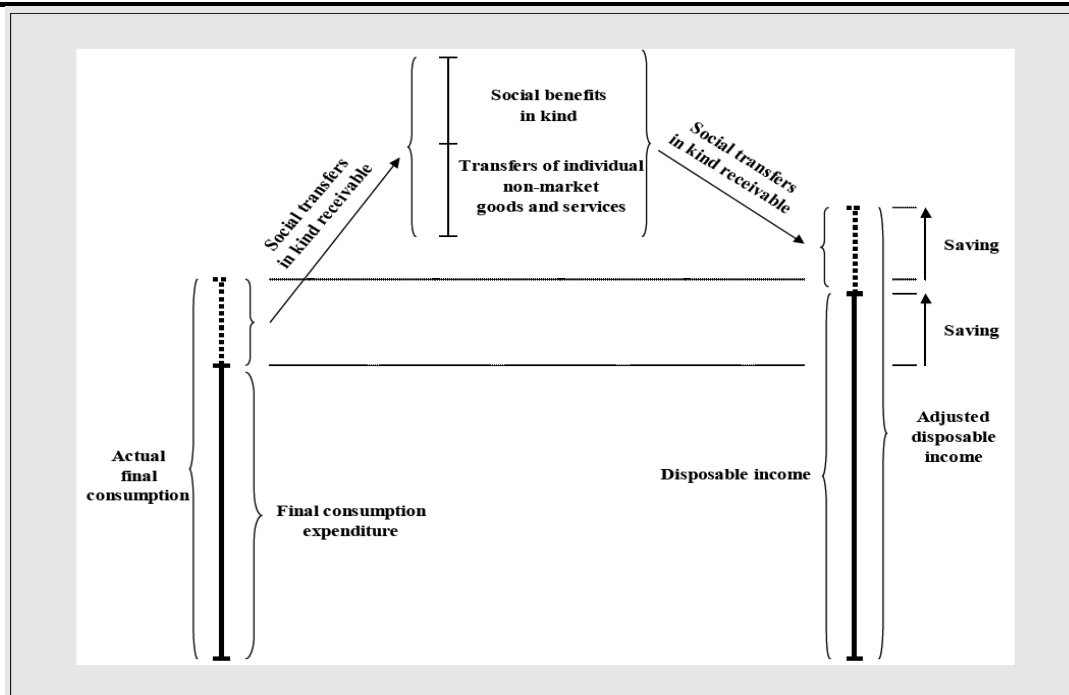 Social benefits
in kind
Transfers of individual
non-market
goods and services
Social transfers
in kind receivable
Social transfers
in kind receivable
Saving
Saving
Actual
final
consumption
Final consumption
expenditure
Disposable income
Adjusted
disposable
income